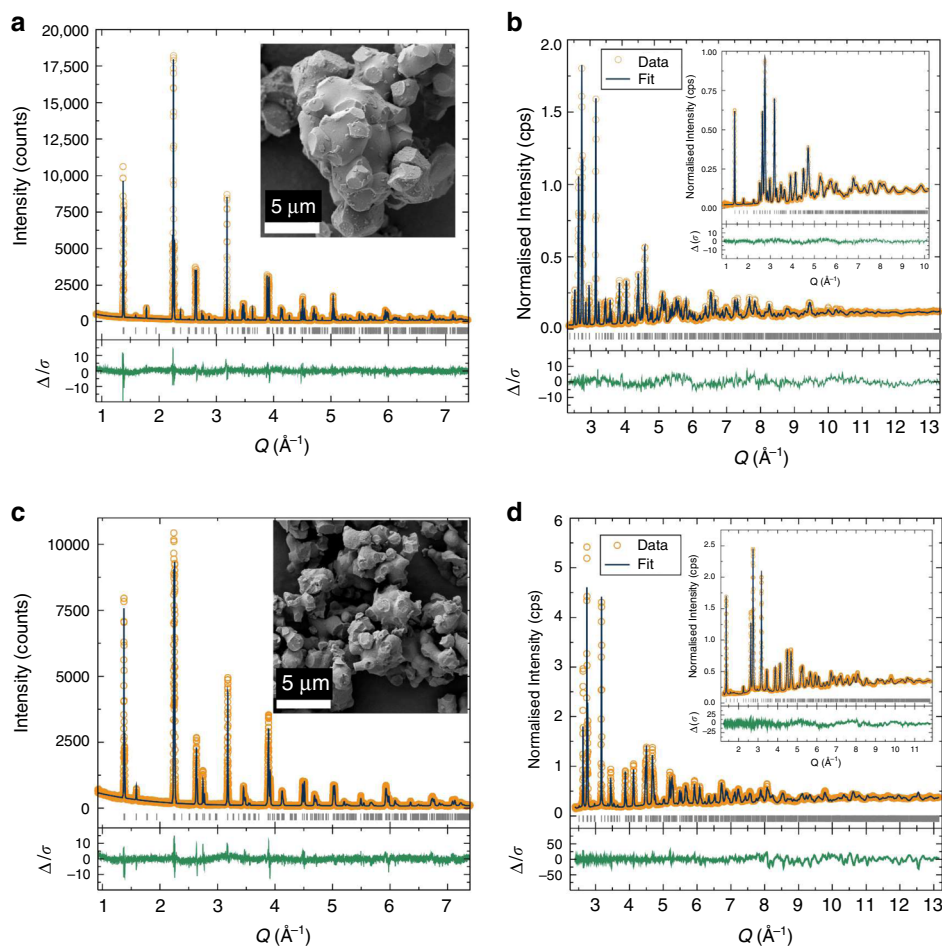 a
20,000
17,500
15,000
12,500
10,000
7,500
5000
2500
0
Intensity (counts)
5 μm
10
0
−10
Δ/σ
1 2 3 4 5 6 7
Q (Å⁻¹)
b
2.0
1.5
1.0
0.5
0.0
Normalised Intensity (cps)
Data
Fit
1.00
0.75
0.50
0.25
0.00
Normalised Intensity (cps)
10
0
−10
Δ(σ)
1 2 3 4 5 6 7 8 9 10
Q (Å⁻¹)
10
0
−10
Δ/σ
3 4 5 6 7 8 9 10 11 12 13
Q (Å⁻¹)
c
10000
7500
5000
2500
0
Intensity (counts)
5 μm
10
0
−10
Δ/σ
1 2 3 4 5 6 7
Q (Å⁻¹)
d
6
5
4
3
2
1
0
Normalised Intensity (cps)
Data
Fit
2.5
2.0
1.5
1.0
0.5
0.0
Normalised Intensity (cps)
25
0
−25
Δ(σ)
2 3 4 5 6 7 8 9 10 11
Q (Å⁻¹)
50
0
−50
Δ/σ
3 4 5 6 7 8 9 10 11 12 13
Q (Å⁻¹)